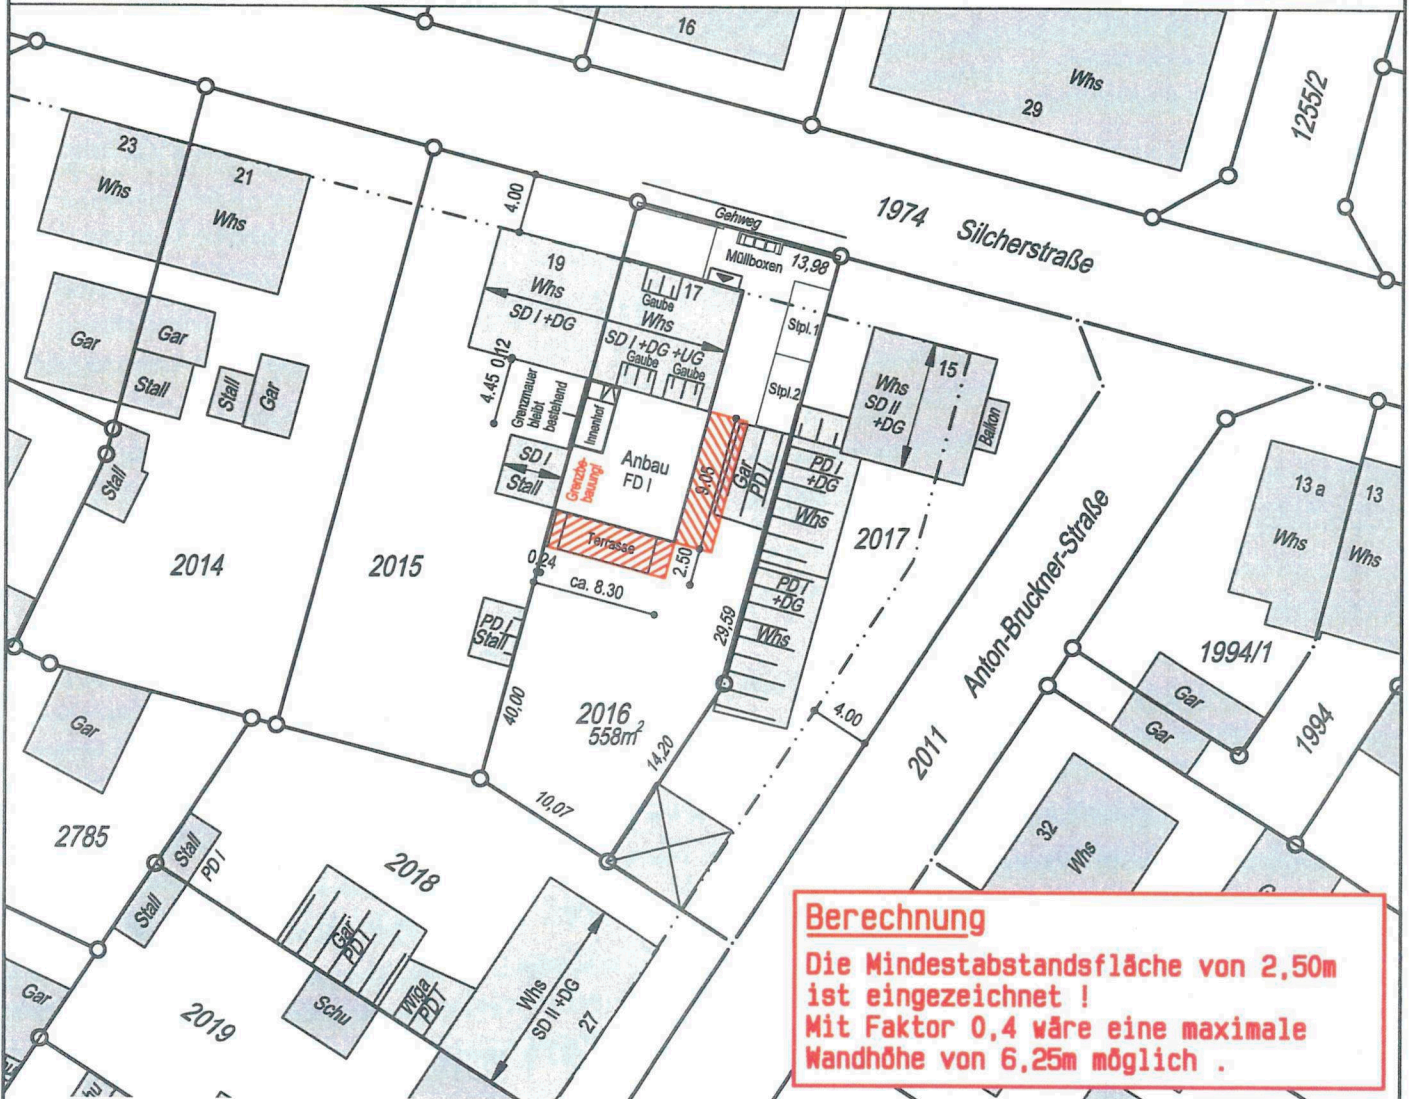 16
Whs
29
1255/2
23
Whs
21
Whs
4.00
Gehweg
1974 Silcherstraße
Müllboxen
13,98
19
Whs
SD I +DG
17
Gaube
Whs
SD I +DG +UG
Gaube
Gaube
Stpl.1
Stpl.2
Gar
Gar
Stall
Stall
Gar
4.45
0.12
Grenzmauer
bleibt
bestehend
Innenhof
15
Whs
SD II
+DG
Balkon
Stall
SD I
Stall
Grenzbe-
bauung!
Anbau
FD I
9.05
Gar
PD I
PD I
+DG
Whs
13 a
Whs
13
Whs
Terrasse
2.50
0.24
ca. 8.30
2014
2015
2017
PD I
+DG
Whs
Anton-Bruckner-Straße
PD I
Stall
29,59
1994/1
40,00
2016
558m²
4.00
Gar
Gar
Gar
14,20
2011
1994
10,07
2785
Stall
PD I
Stall
2018
32
Whs
Gar
PD I
Wiga
PD I
Whs
SD II +DG
27
Gar
2019
Schu
Berechnung
Die Mindestabstandsfläche von 2,50m
ist eingezeichnet !
Mit Faktor 0,4 wäre eine maximale
Wandhöhe von 6,25m möglich .